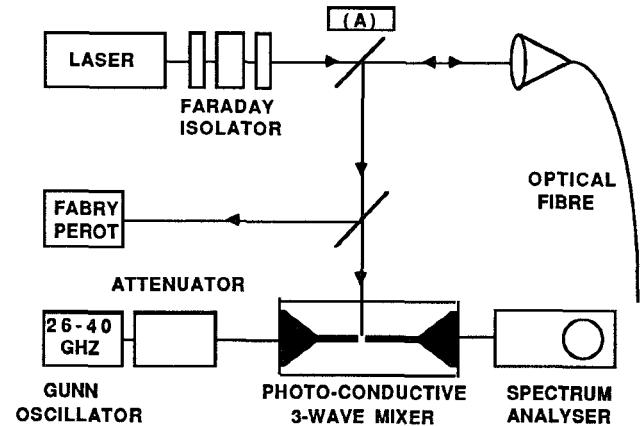 (A)
LASER
FARADAY
ISOLATOR
OPTICAL
FIBRE
FABRY
PEROT
ATTENUATOR
26-40
GHZ
GUNN
OSCILLATOR
PHOTO-CONDUCTIVE
3-WAVE MIXER
SPECTRUM
ANALYSER